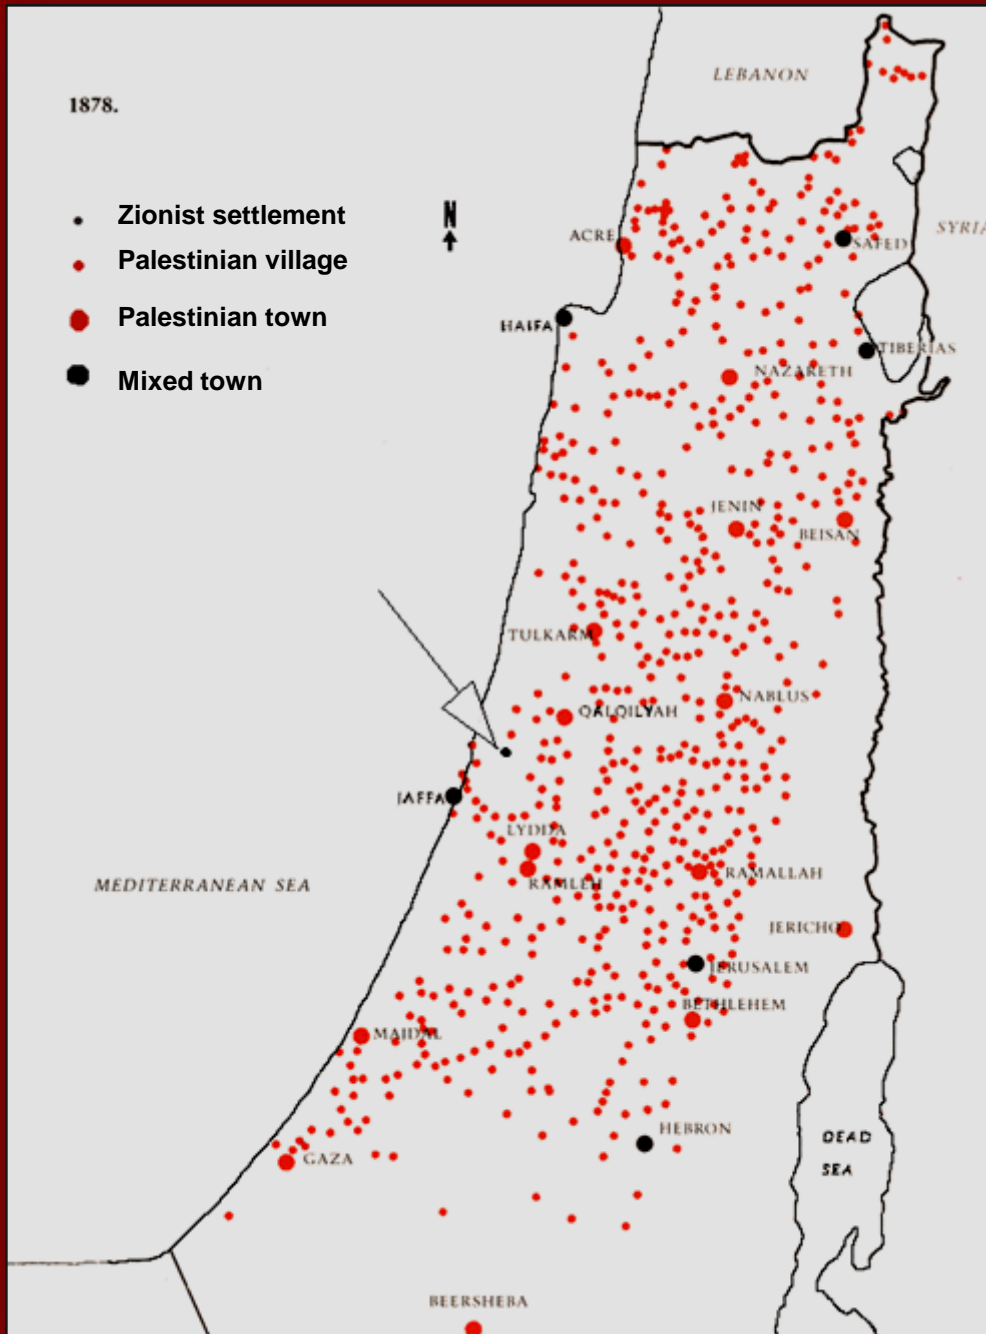 LEBANON
1878.
Zionist settlement
N
Palestinian village
SYRIA
ACRE
SAFED
Palestinian town
HAIFA
TIBERIAS
NAZARETH
Mixed town
JENIN
BEISAN
TULKARM
NABLUS
QALQILYAH
JAFFA
LYDDA
RAMALLAH
RAMLEH
MEDITERRANEAN SEA
JERICHO
JERUSALEM
BETHLEHEM
MAJDAL
HEBRON
DEAD
SEA
GAZA
BEERSHEBA